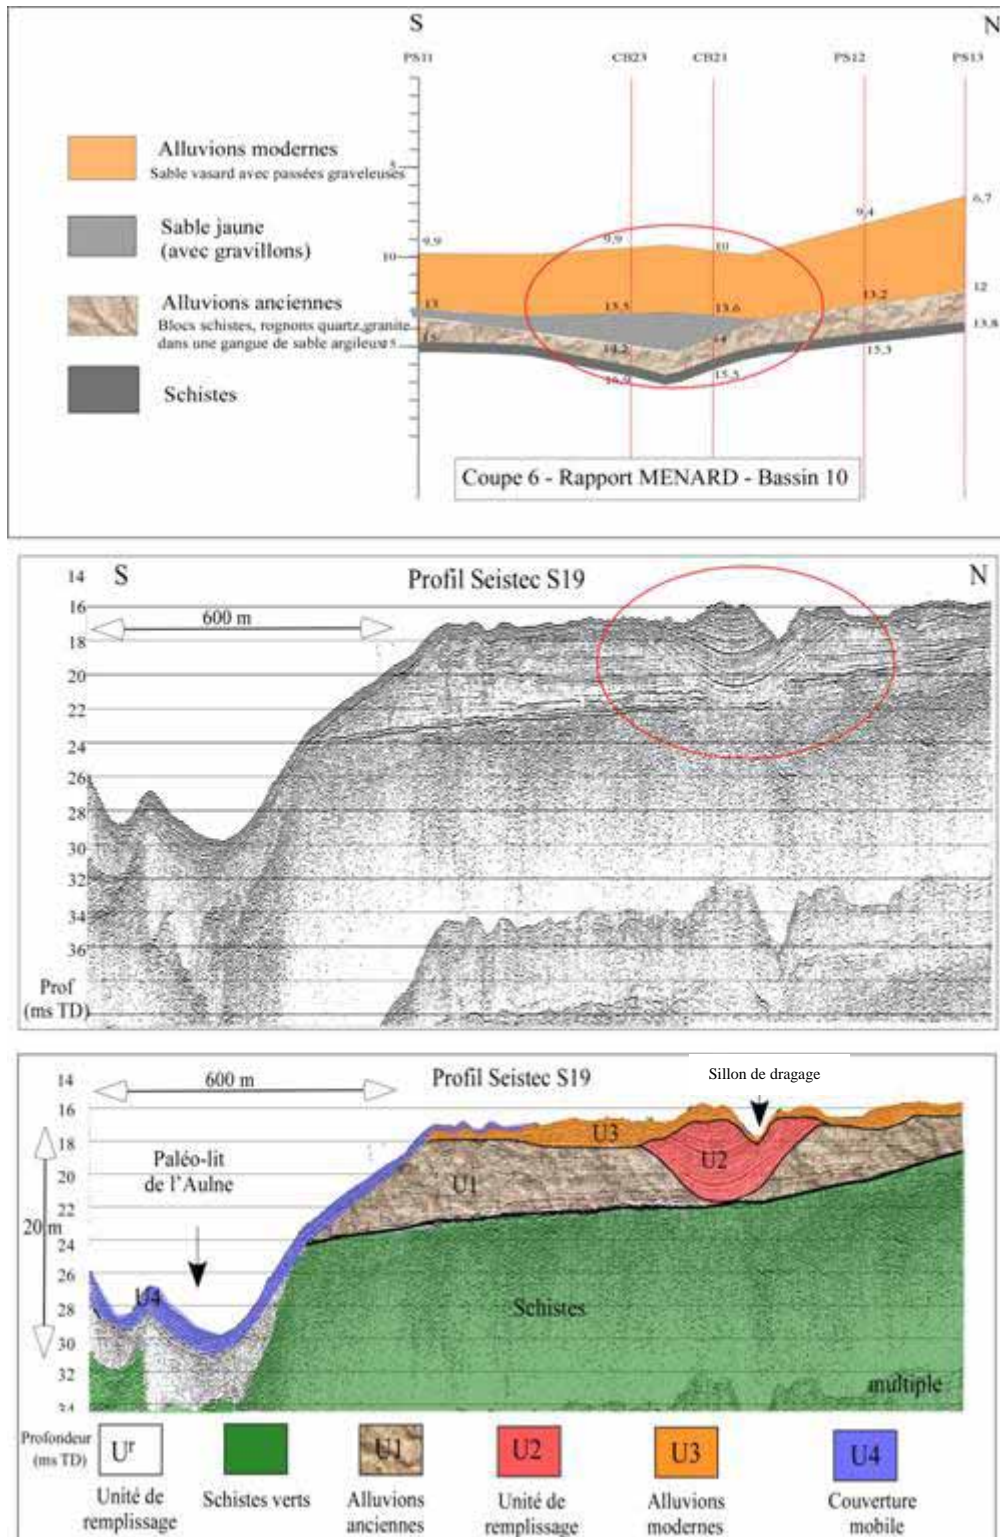 S N
PS11 CB23 CB21 PS12 PS13
Alluvions modernes
Sable vasard avec passées graveleuses
5
Sable jaune
(avec gravillons)
10
Alluvions anciennes
Blocs schistes, rognons quartz,granite
dans une gangue de sable argileux
15
Schistes
6,7
9,4
9,9 9,9 10
12
13 13,5 13,6 13,2
13,8
15 14,2 14 15,3
15,5
Coupe 6 - Rapport MENARD - Bassin 10
S Profil Seistec S19 N
600 m
14
16
18
20
22
24
26
28
30
32
34
36
Prof
(ms TD)
600 m Profil Seistec S19 Sillon de dragage
14
16
18
20
22
24
26
28
30
32
20 m
Paléo-lit
de l'Aulne
U3
U2
U1
U4
Schistes
multiple
Profondeur
(ms TD)
Ur U1 U2 U3 U4
Unité de
remplissage
Schistes verts
Alluvions
anciennes
Unité de
remplissage
Alluvions
modernes
Couverture
mobile